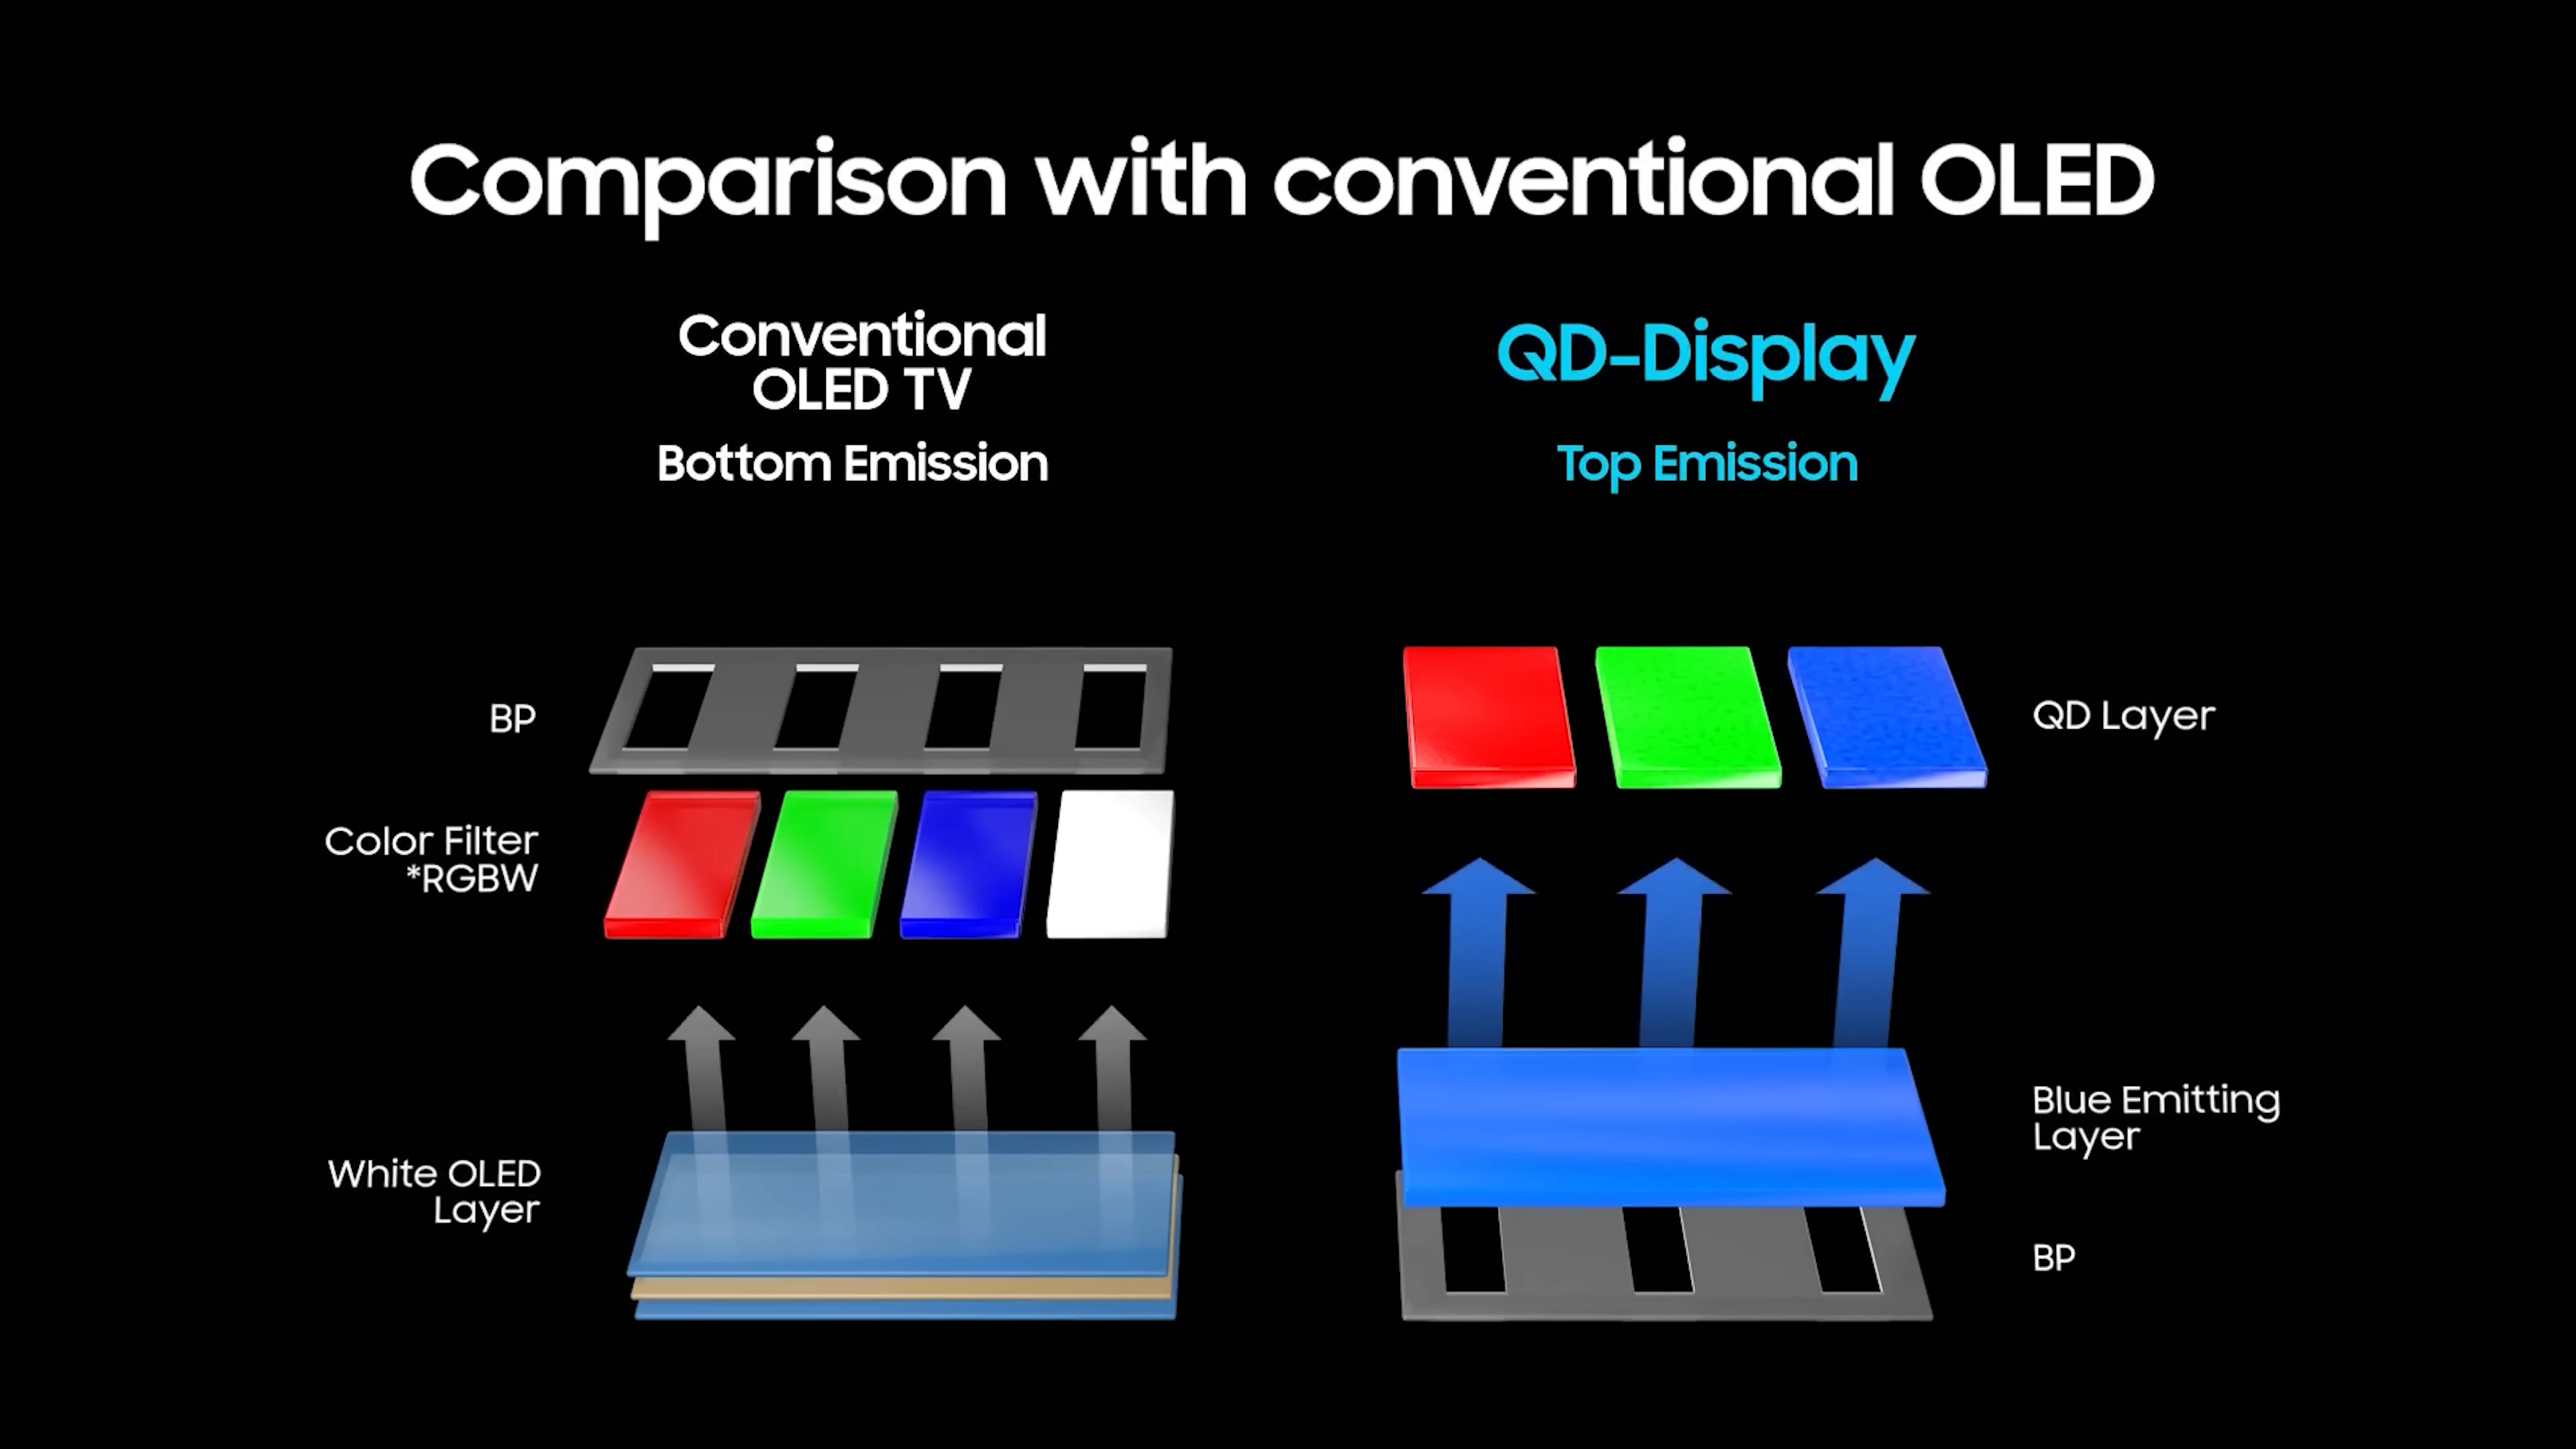 Comparison with conventional OLED
Conventional
OLED TV
Bottom Emission
BP
Color Filter
*RGBW
White OLED
Layer
QD-Display
Top Emission
QD Layer
Blue Emitting
Layer
BP